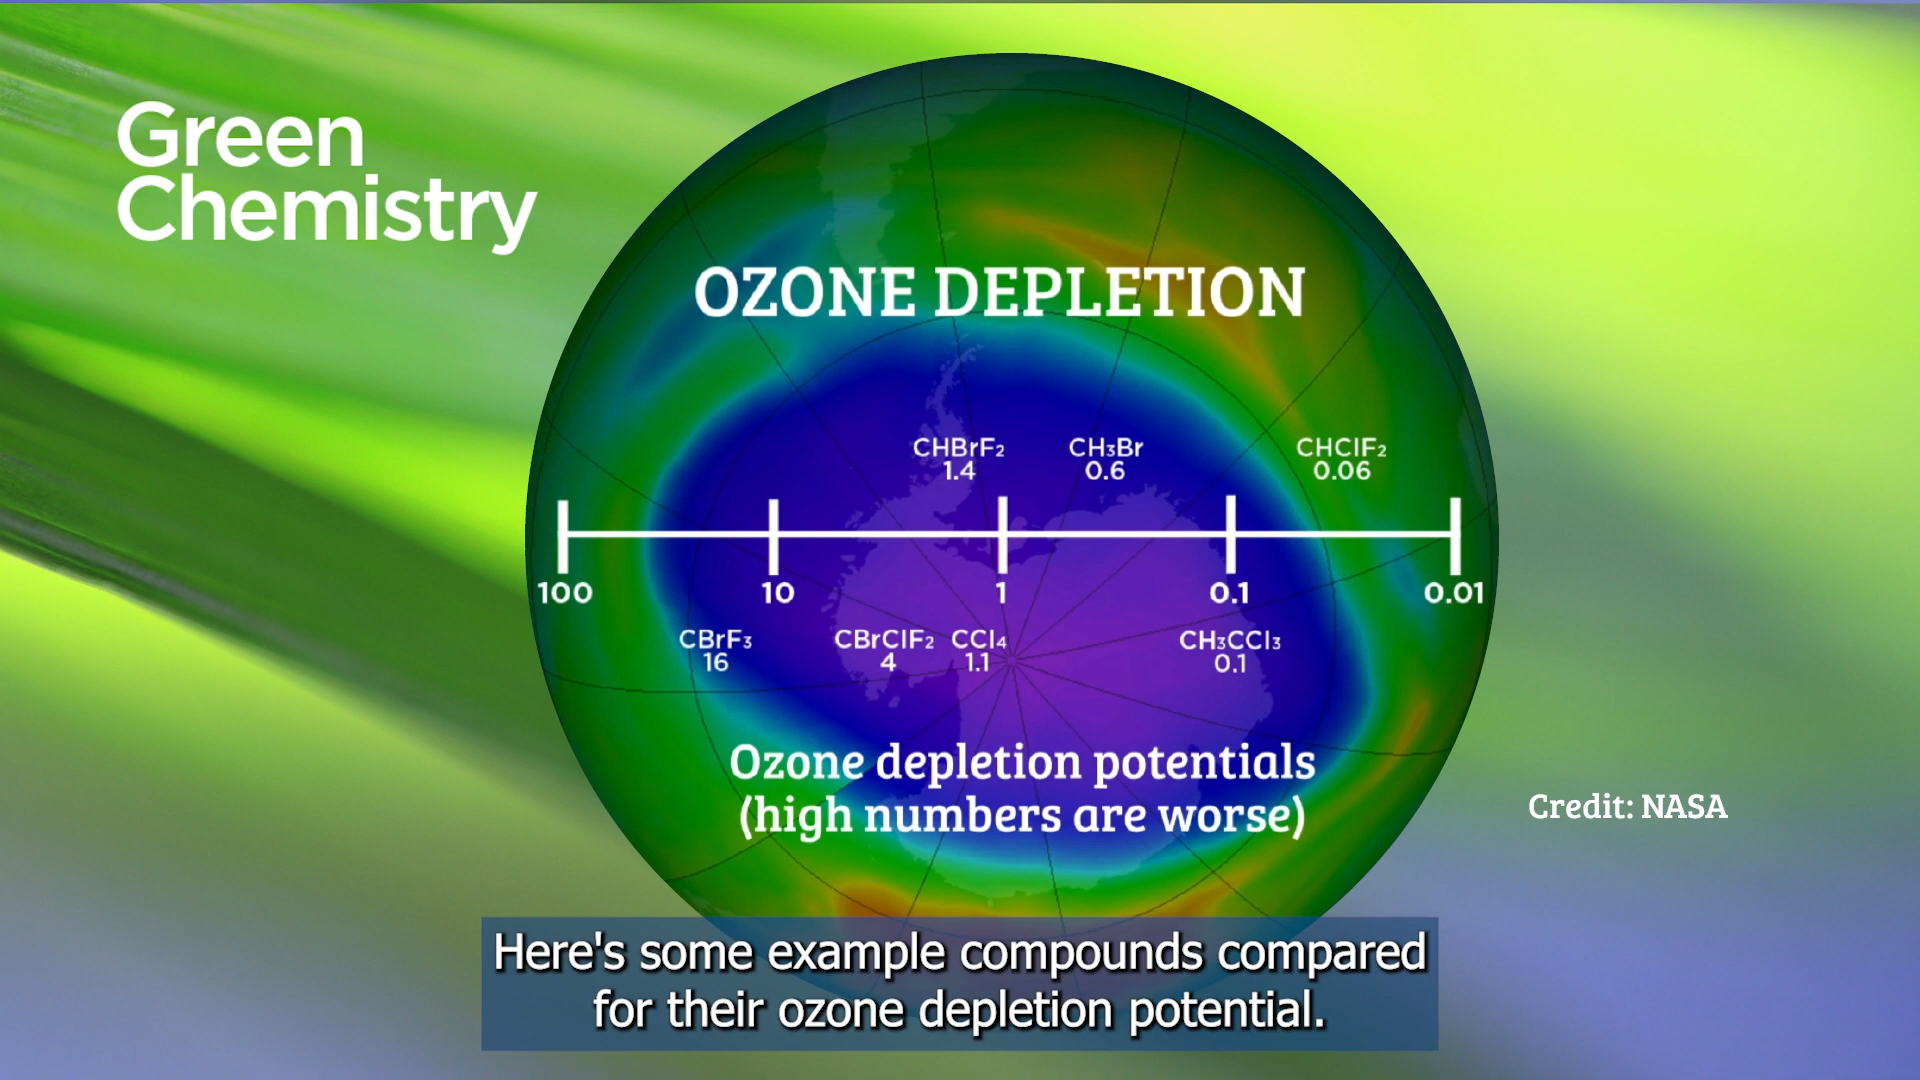 Green
Chemistry
OZONE DEPLETION
CHBrF₂ CH₃Br CHClF₂
1.4 0.6 0.06
100 10 1 0.1 0.01
CBrF₃ CBrClF₂ CCl₄ CH₃CCl₃
16 4 1.1 0.1
Ozone depletion potentials
(high numbers are worse)
Credit: NASA
Here's some example compounds compared
for their ozone depletion potential.